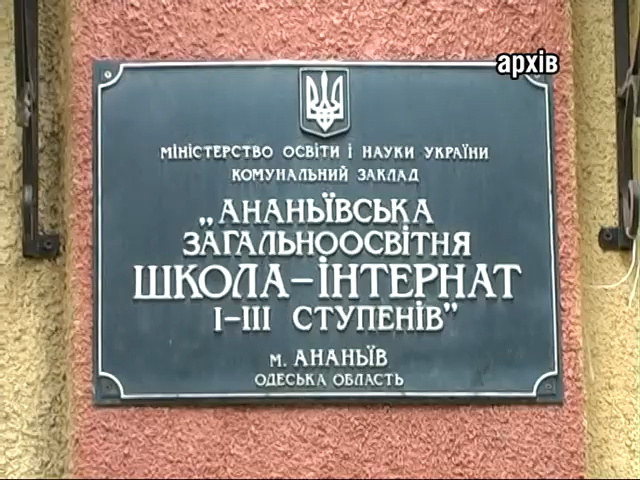 архів
МІНІСТЕРСТВО ОСВІТИ І НАУКИ УКРАЇНИ
КОМУНАЛЬНИЙ ЗАКЛАД
„АНАНЬЇВСЬКА
ЗАГАЛЬНООСВІТНЯ
ШКОЛА–ІНТЕРНАТ
І–ІІІ СТУПЕНІВ"
м. АНАНЬЇВ
ОДЕСЬКА ОБЛАСТЬ